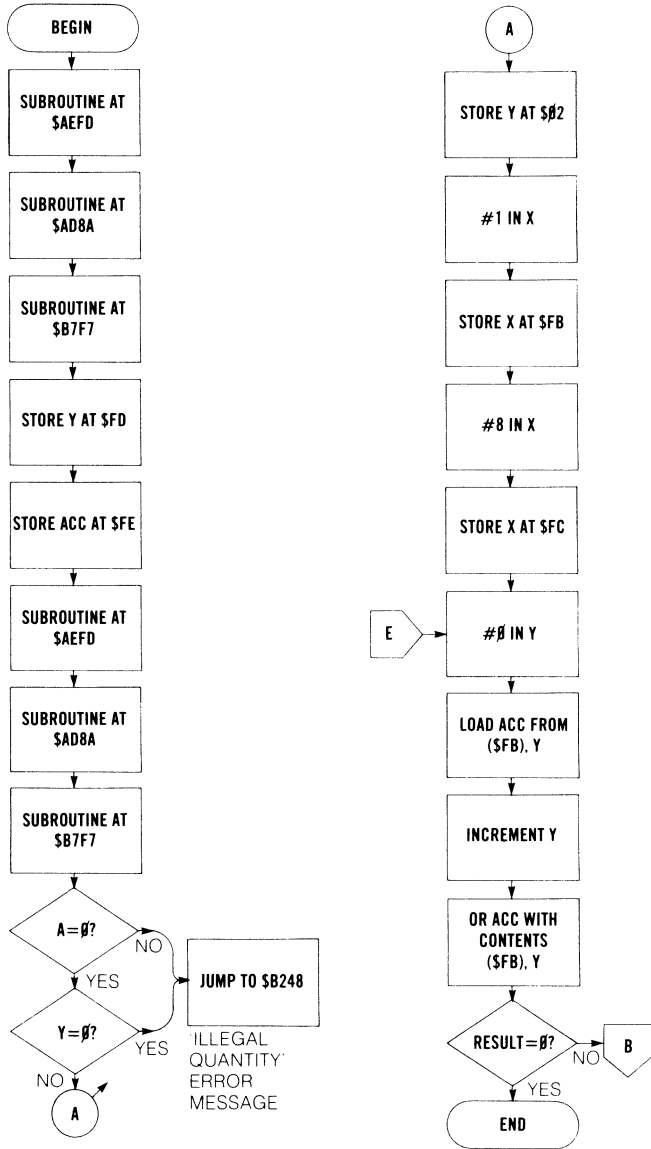 BEGIN
SUBROUTINE AT
$AEFD
SUBROUTINE AT
$AD8A
SUBROUTINE AT
$B7F7
STORE Y AT $FD
STORE ACC AT $FE
SUBROUTINE AT
$AEFD
SUBROUTINE AT
$AD8A
SUBROUTINE AT
$B7F7
A=Ø?
NO
JUMP TO $B248
YES
Y=Ø?
YES
'ILLEGAL
QUANTITY'
ERROR
MESSAGE
NO
A
A
STORE Y AT $Ø2
#1 IN X
STORE X AT $FB
#8 IN X
STORE X AT $FC
E
#Ø IN Y
LOAD ACC FROM
($FB), Y
INCREMENT Y
OR ACC WITH
CONTENTS
($FB), Y
RESULT=Ø?
NO
B
YES
END